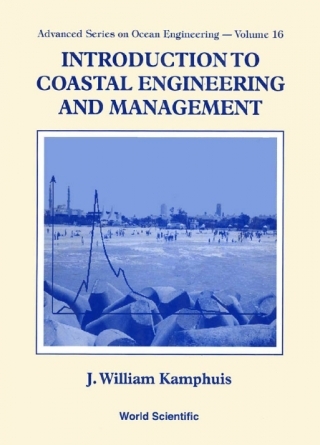 Advanced Series on Ocean Engineering — Volume 16
INTRODUCTION TO
COASTAL ENGINEERING
AND MANAGEMENT
J. William Kamphuis
World Scientific